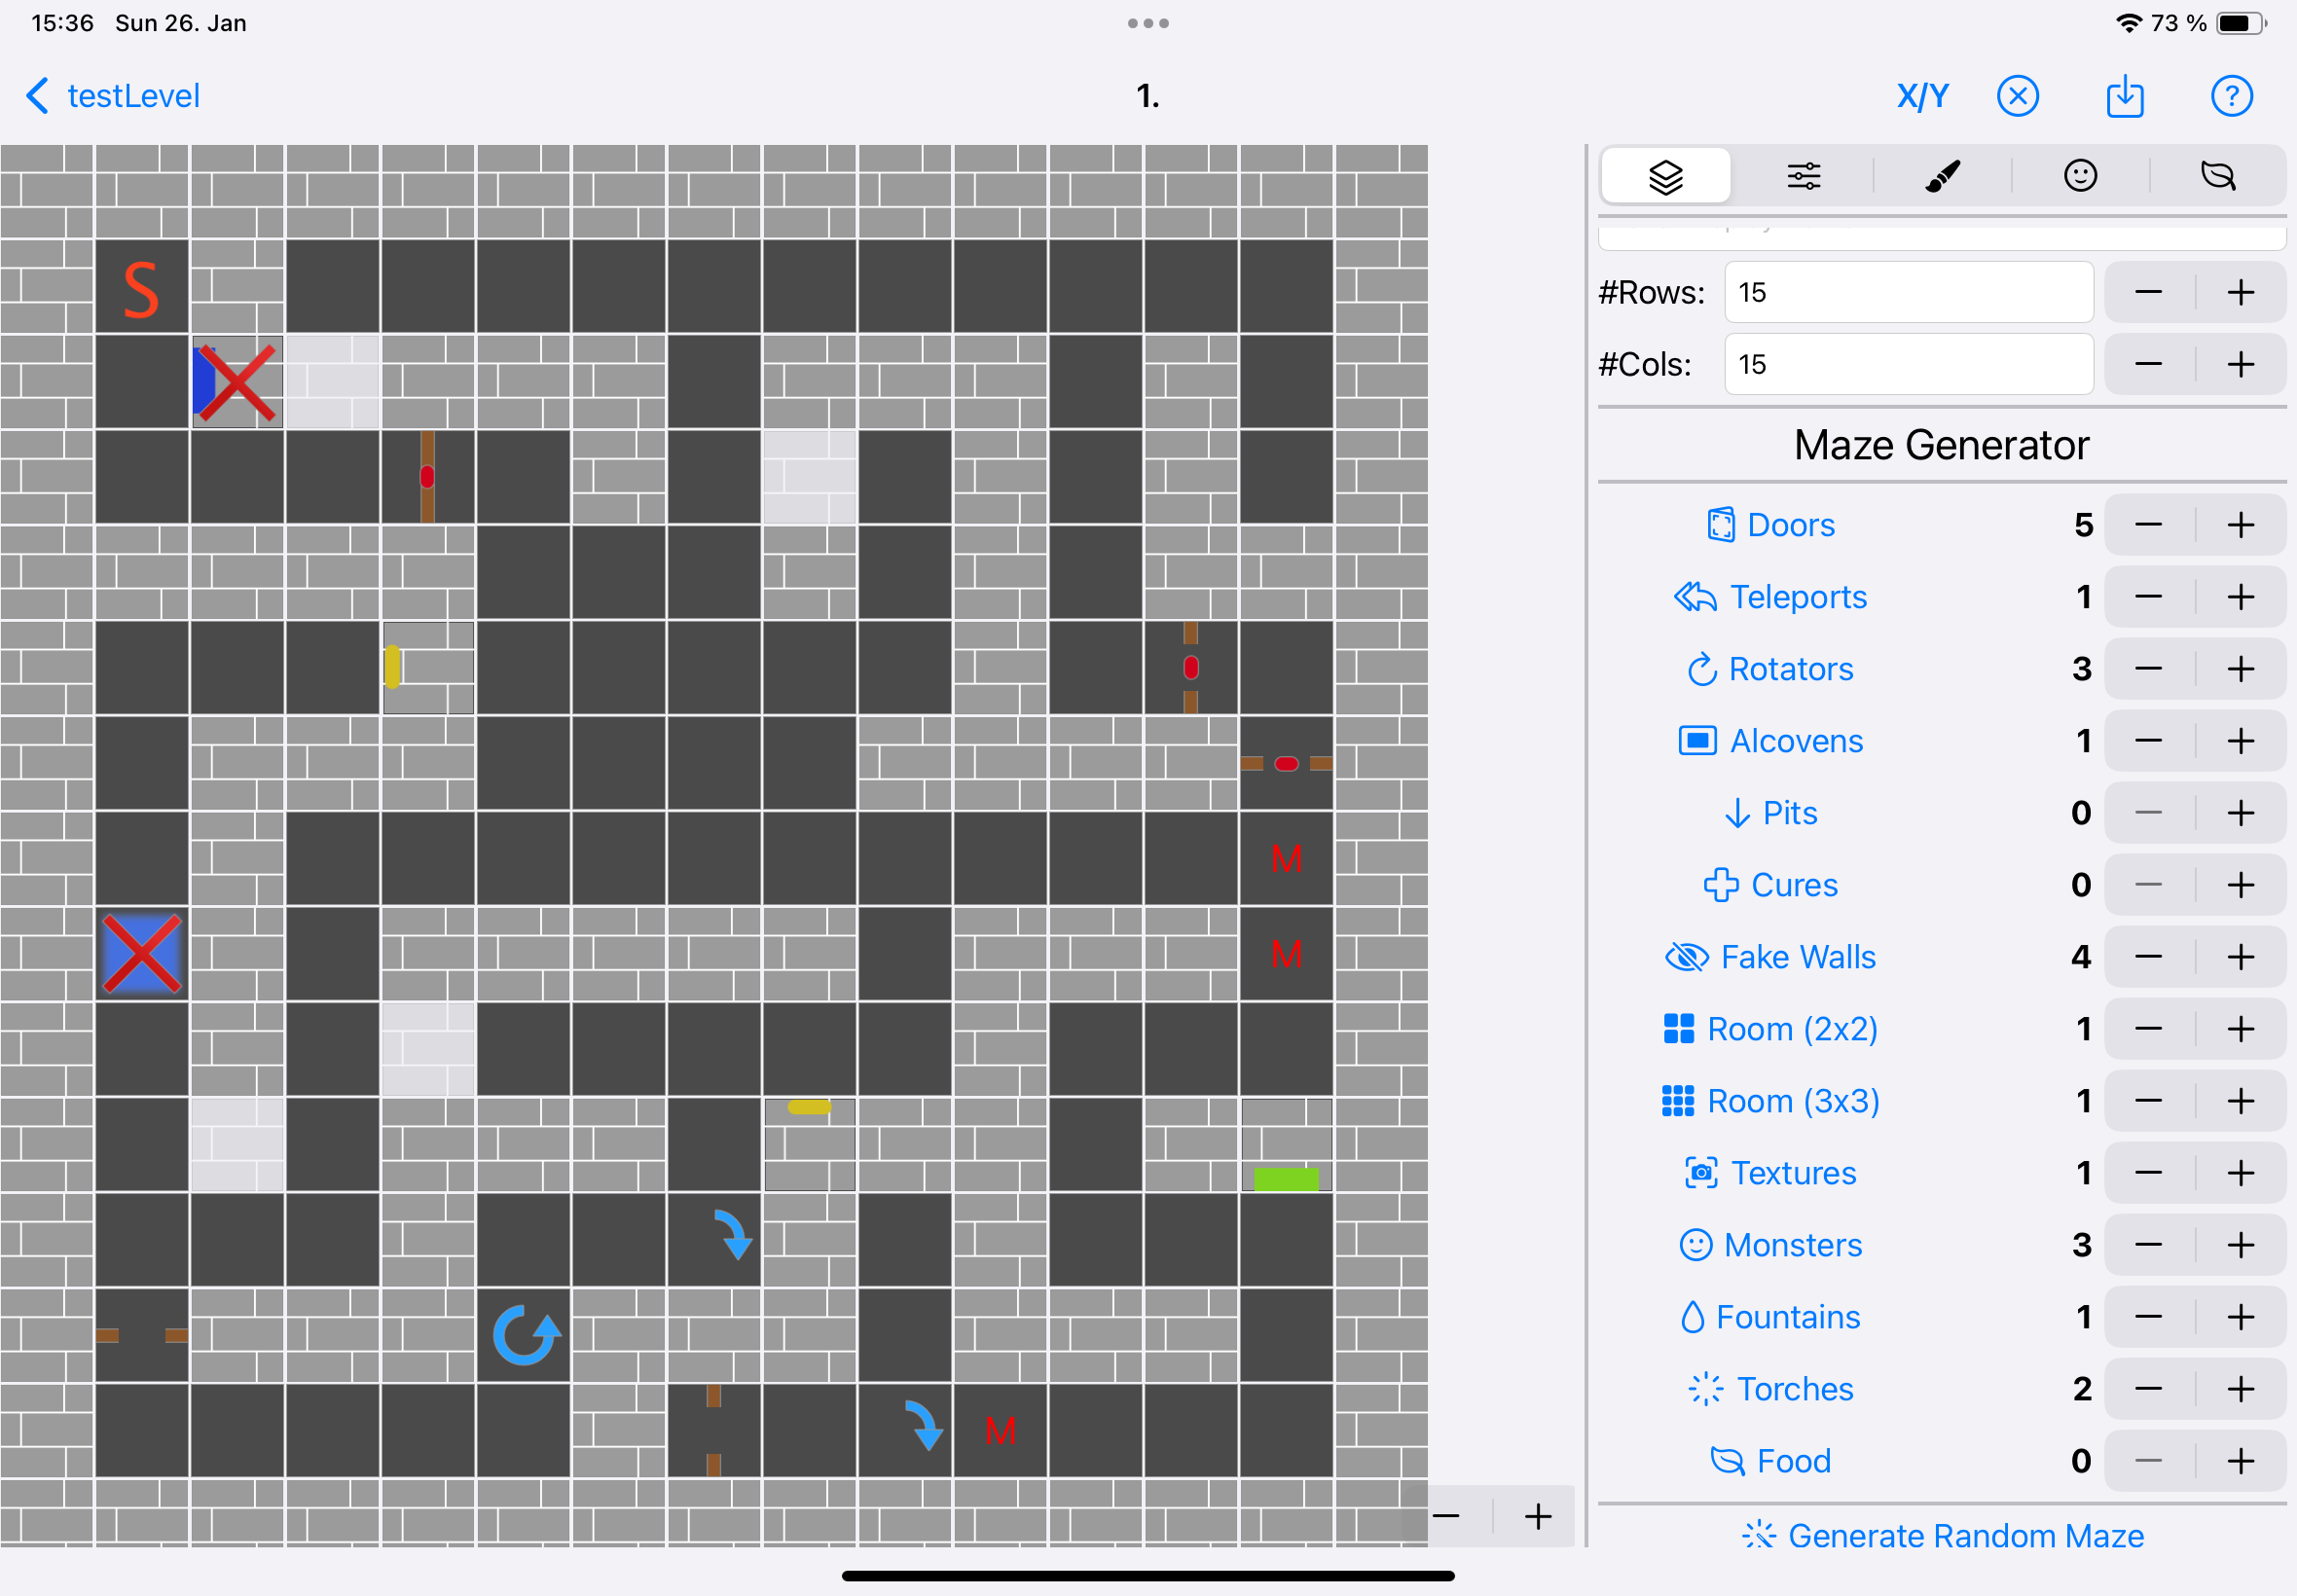 15:36 Sun 26. Jan 73 %
testLevel 1. X/Y
#Rows: 15
#Cols: 15
Maze Generator
Doors 5
Teleports 1
Rotators 3
Alcovens 1
Pits 0
Cures 0
Fake Walls 4
Room (2x2) 1
Room (3x3) 1
Textures 1
Monsters 3
Fountains 1
Torches 2
Food 0
Generate Random Maze
S
M
M
M